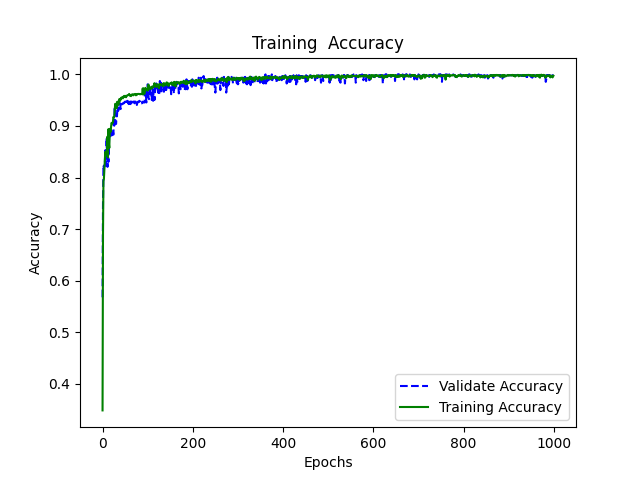 Training  Accuracy
1.0
0.9
0.8
0.7
0.6
0.5
0.4
Accuracy
Validate Accuracy
Training Accuracy
0 200 400 600 800 1000
Epochs